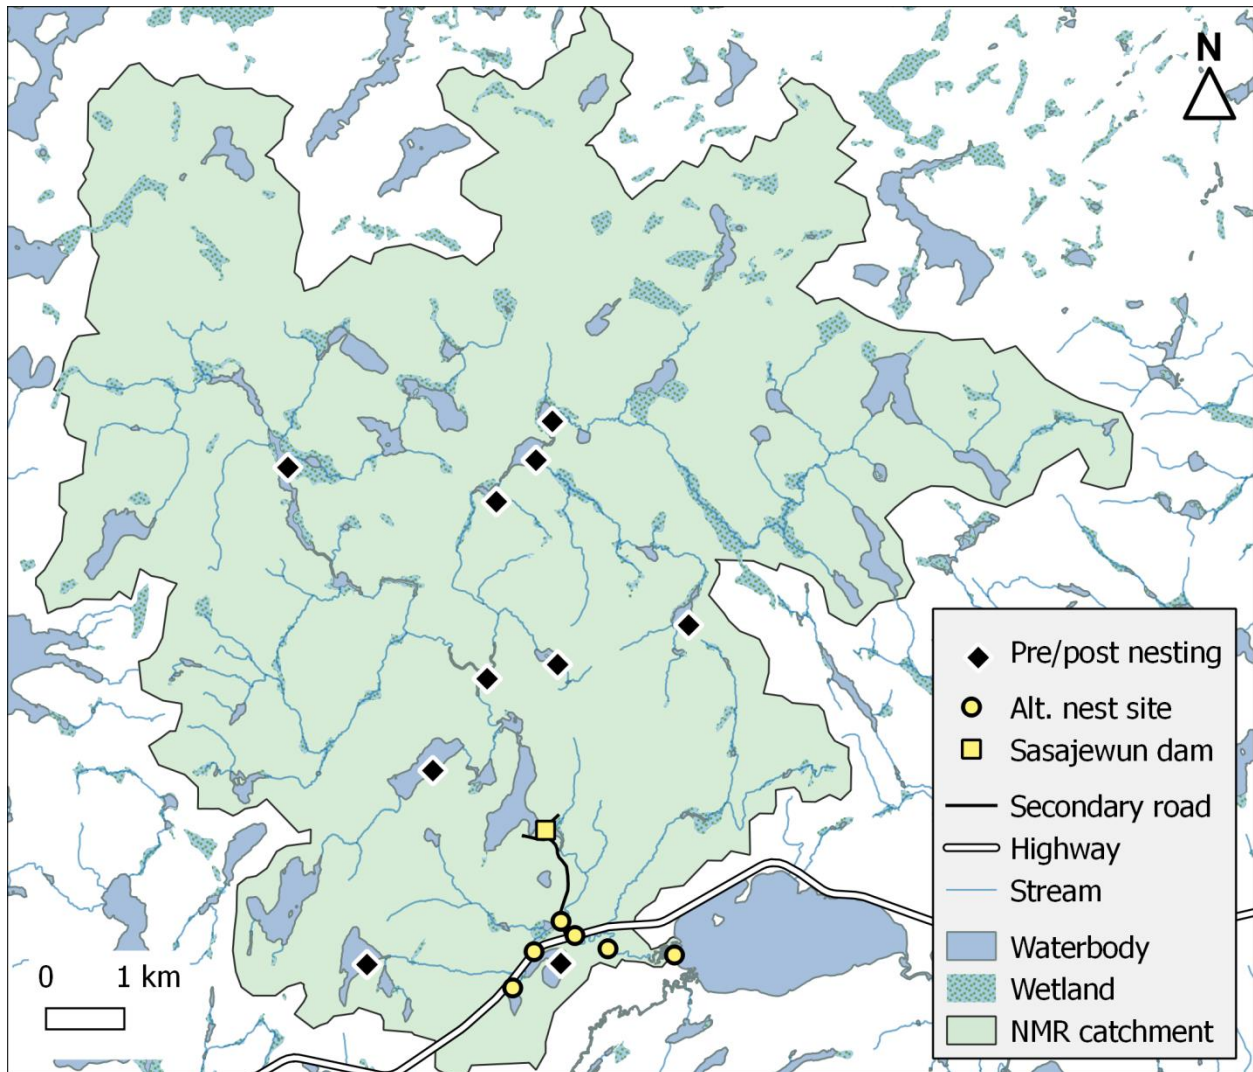 N
Pre/post nesting
Alt. nest site
Sasajewun dam
Secondary road
Highway
Stream
Waterbody
Wetland
NMR catchment
0 1 km